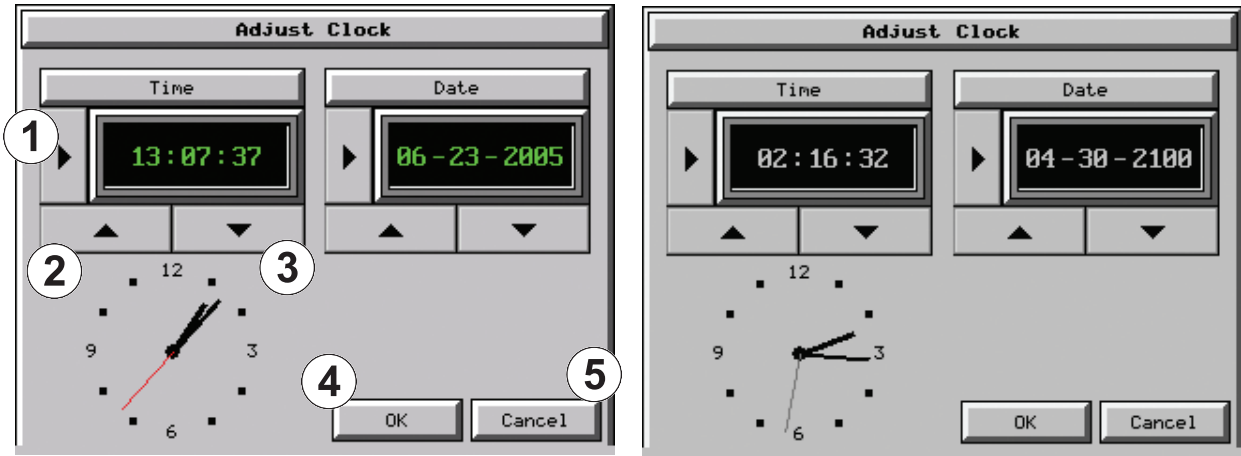 Adjust Clock
Time
Date
1
13:07:37
06-23-2005
2
3
12
9
3
6
4
5
OK
Cancel
Adjust Clock
Time
Date
02:16:32
04-30-2100
12
9
3
6
OK
Cancel